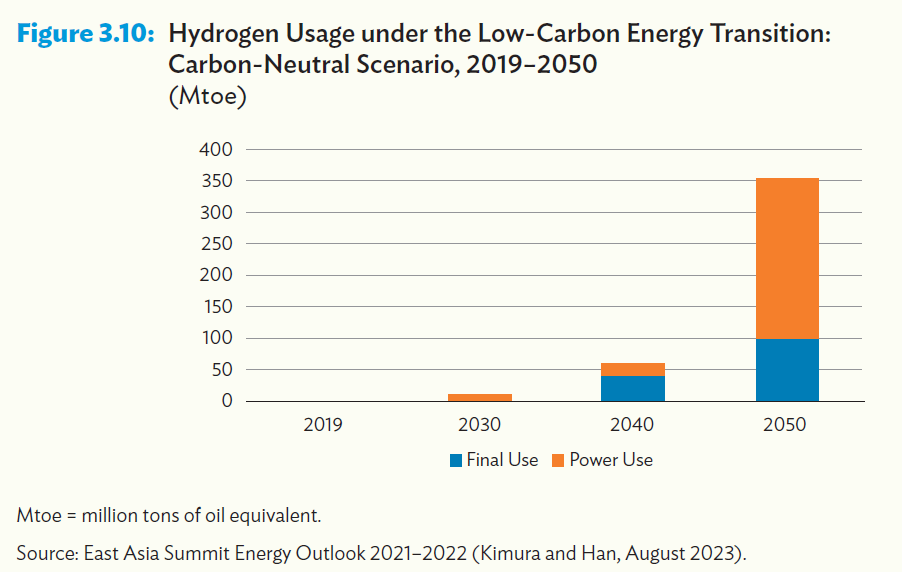 Figure 3.10: Hydrogen Usage under the Low-Carbon Energy Transition:
Carbon-Neutral Scenario, 2019–2050
(Mtoe)
400
350
300
250
200
150
100
50
0
2019 2030 2040 2050
Final Use Power Use
Mtoe = million tons of oil equivalent.
Source: East Asia Summit Energy Outlook 2021–2022 (Kimura and Han, August 2023).